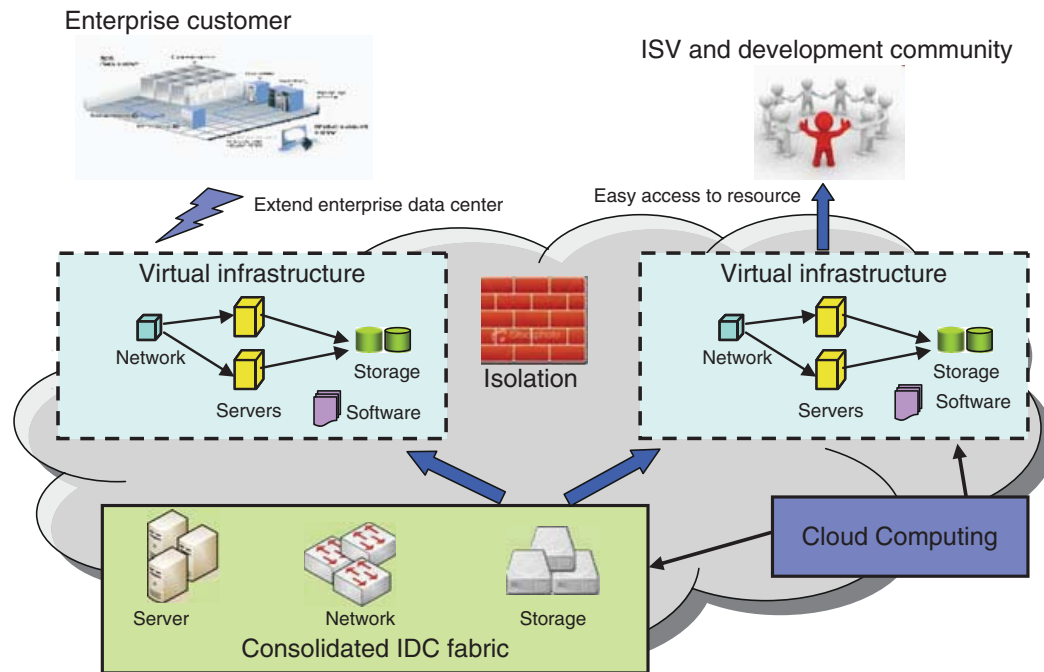 Enterprise customer
ISV and development community
Extend enterprise data center
Easy access to resource
Virtual infrastructure
Network
Servers
Storage
Software
Isolation
Virtual infrastructure
Network
Servers
Storage
Software
Cloud Computing
Server
Network
Storage
Consolidated IDC fabric